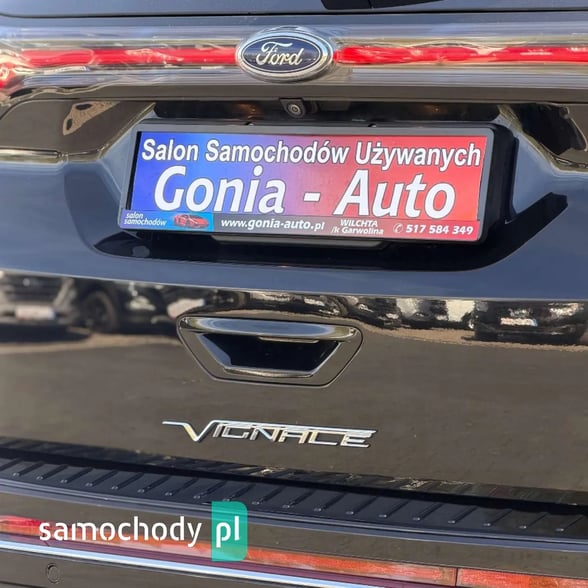 Ford
Salon Samochodów Używanych
Gonia - Auto
salon
samochodów
www.gonia-auto.pl
WILCHTA
/k Garwolina
✆ 517 584 349
VIGNALE
samochody pl